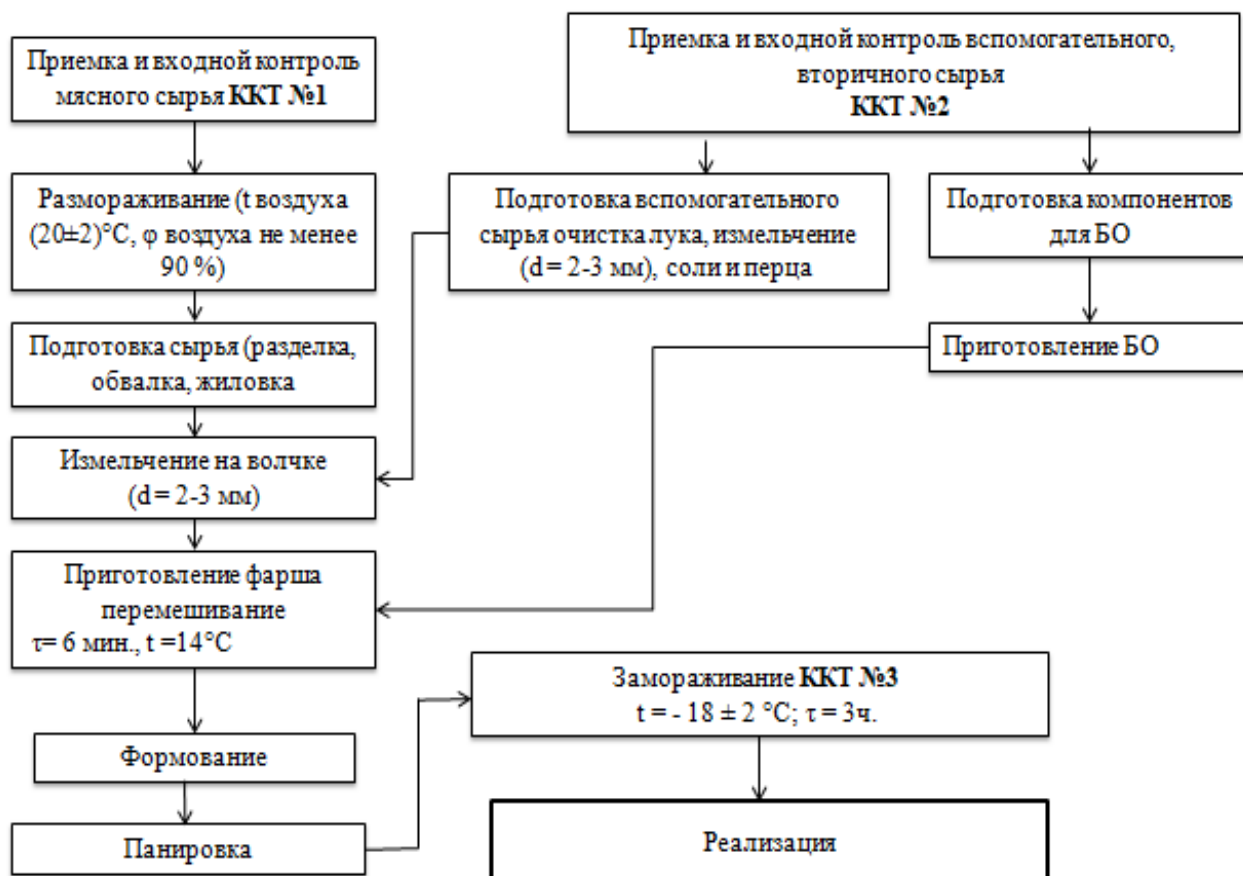 Приемка и входной контроль
мясного сырья ККТ №1
Приемка и входной контроль вспомогательного,
вторичного сырья
ККТ №2
Размораживание (t воздуха
(20±2)°C, φ воздуха не менее
90 %)
Подготовка вспомогательного
сырья очистка лука, измельчение
(d = 2-3 мм), соли и перца
Подготовка компонентов
для БО
Подготовка сырья (разделка,
обвалка, жиловка
Приготовление БО
Измельчение на волчке
(d = 2-3 мм)
Приготовление фарша
перемешивание
τ= 6 мин., t =14°C
Замораживание ККТ №3
t = - 18 ± 2 °C; τ = 3ч.
Формование
Панировка
Реализация